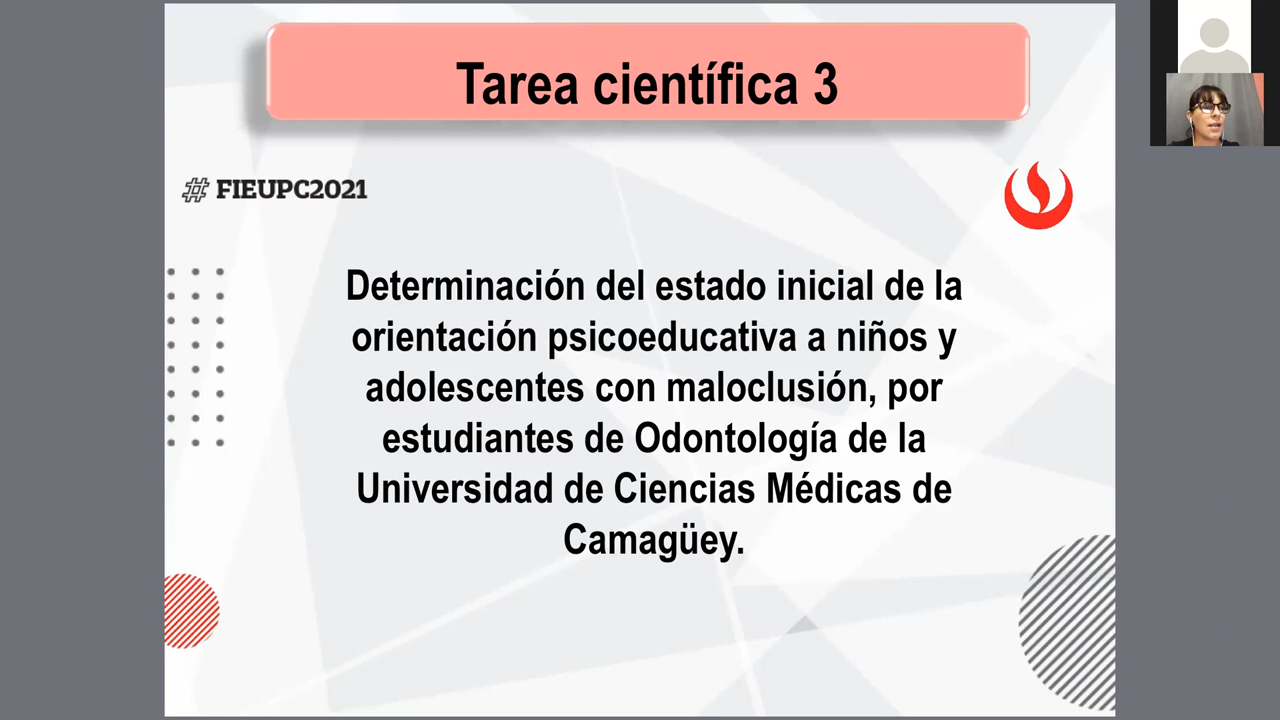 Tarea científica 3
# FIEUPC2021
Determinación del estado inicial de la
orientación psicoeducativa a niños y
adolescentes con maloclusión, por
estudiantes de Odontología de la
Universidad de Ciencias Médicas de
Camagüey.